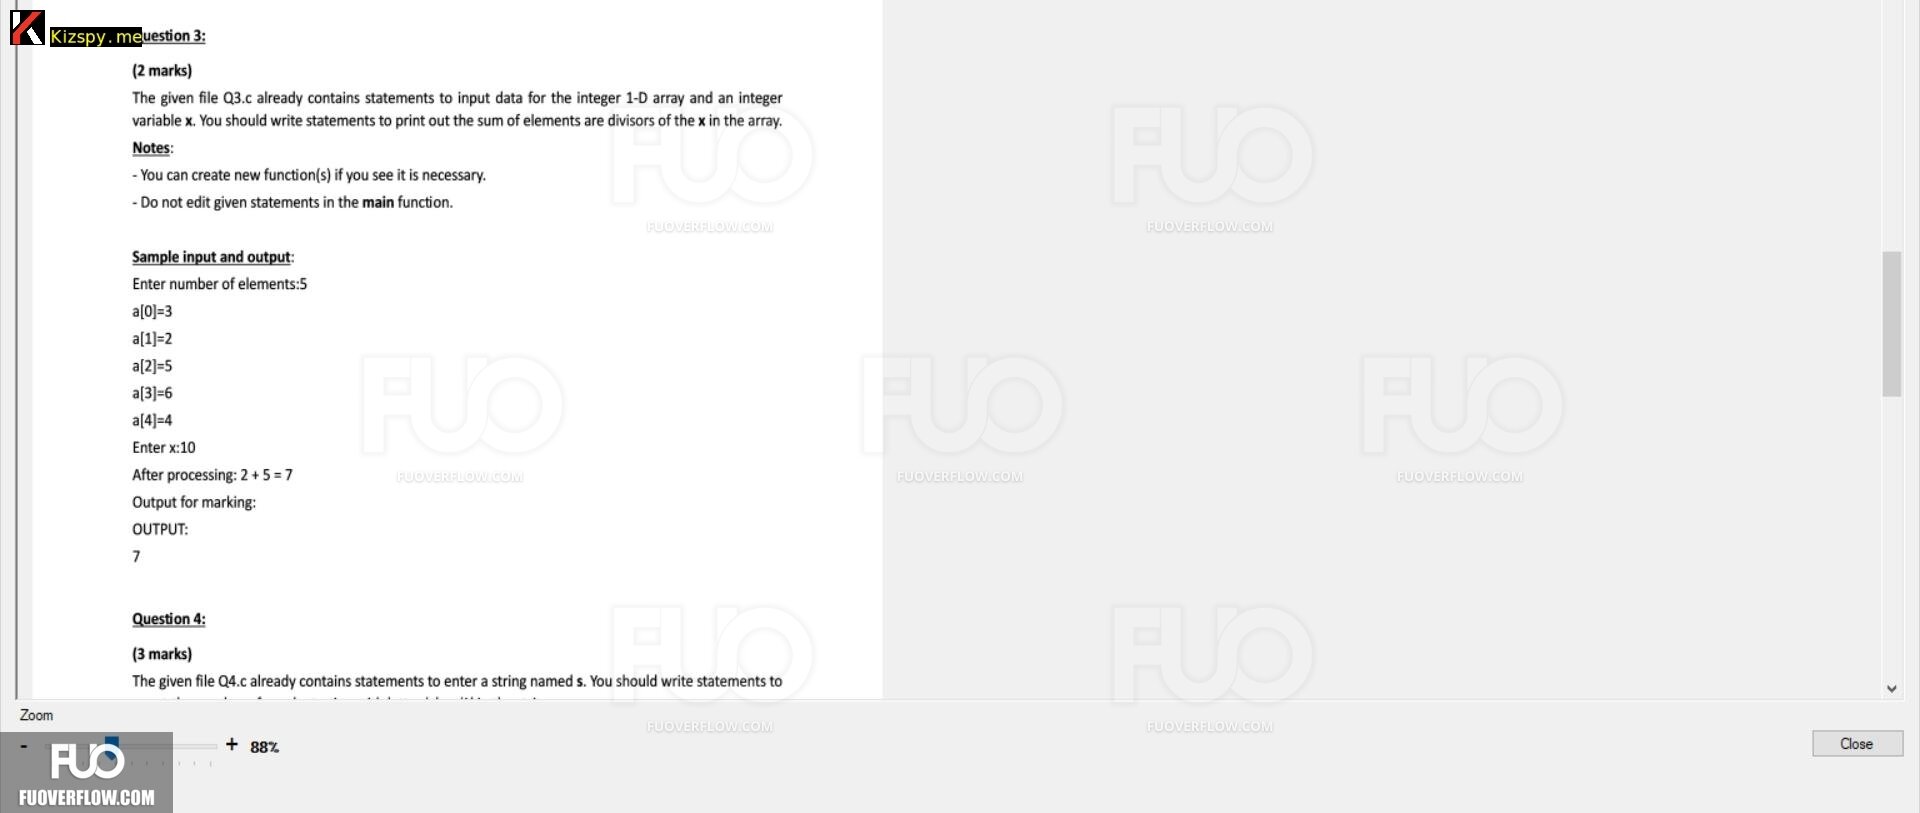 Kizspy.me
uestion 3:
(2 marks)
The given file Q3.c already contains statements to input data for the integer 1-D array and an integer
variable x. You should write statements to print out the sum of elements are divisors of the x in the array.
Notes:
- You can create new function(s) if you see it is necessary.
- Do not edit given statements in the main function.
FUO
FUOVERFLOW.COM
FUO
FUOVERFLOW.COM
Sample input and output:
Enter number of elements:5
a[0]=3
a[1]=2
a[2]=5
a[3]=6
a[4]=4
Enter x:10
After processing: 2 + 5 = 7
Output for marking:
OUTPUT:
7
FUO
FUOVERFLOW.COM
FUO
FUOVERFLOW.COM
FUO
FUOVERFLOW.COM
Question 4:
(3 marks)
The given file Q4.c already contains statements to enter a string named s. You should write statements to
FUO
FUOVERFLOW.COM
FUO
FUOVERFLOW.COM
Zoom
- + 88%
Close
FUO
FUOVERFLOW.COM